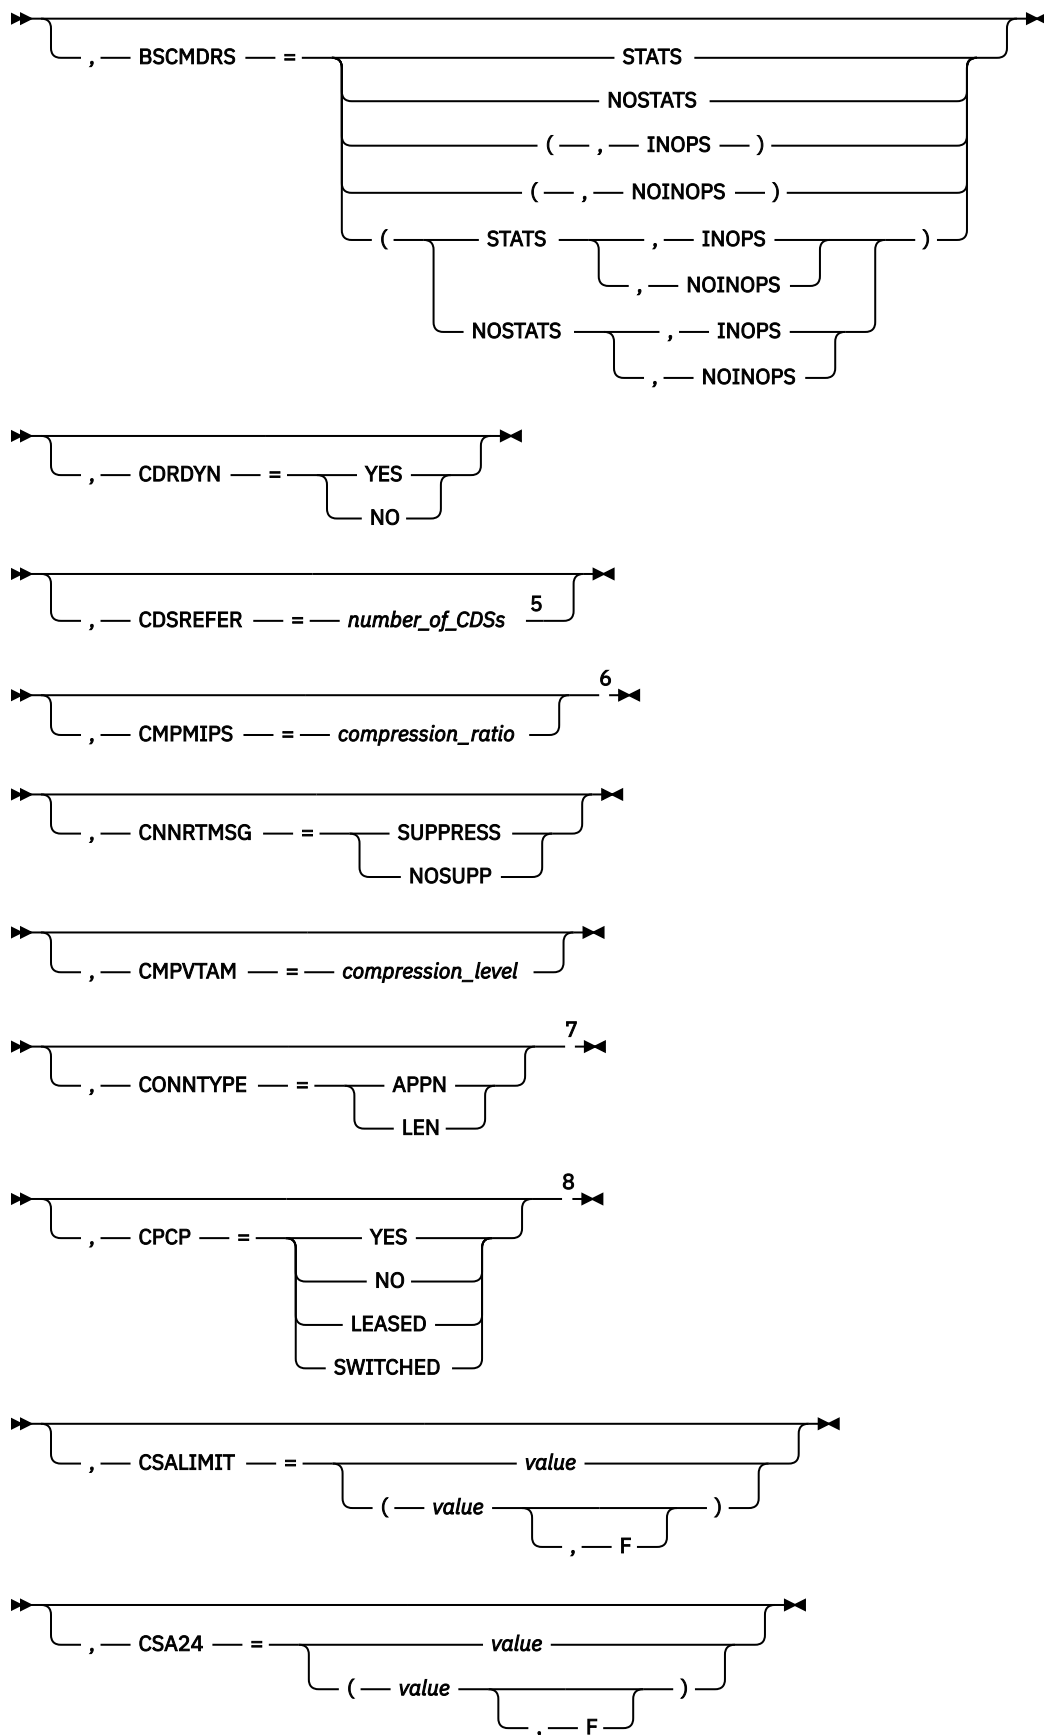 , BSCMDRS = STATS
NOSTATS
( , INOPS )
( , NOINOPS )
( STATS , INOPS )
, NOINOPS
NOSTATS , INOPS
, NOINOPS
, CDRDYN = YES
NO
, CDSREFER = number_of_CDSs 5
6
, CMPMIPS = compression_ratio
, CNNRTMSG = SUPPRESS
NOSUPP
, CMPVTAM = compression_level
7
, CONNTYPE = APPN
LEN
8
, CPCP = YES
NO
LEASED
SWITCHED
, CSALIMIT = value
( value )
, F
, CSA24 = value
( value )
, F